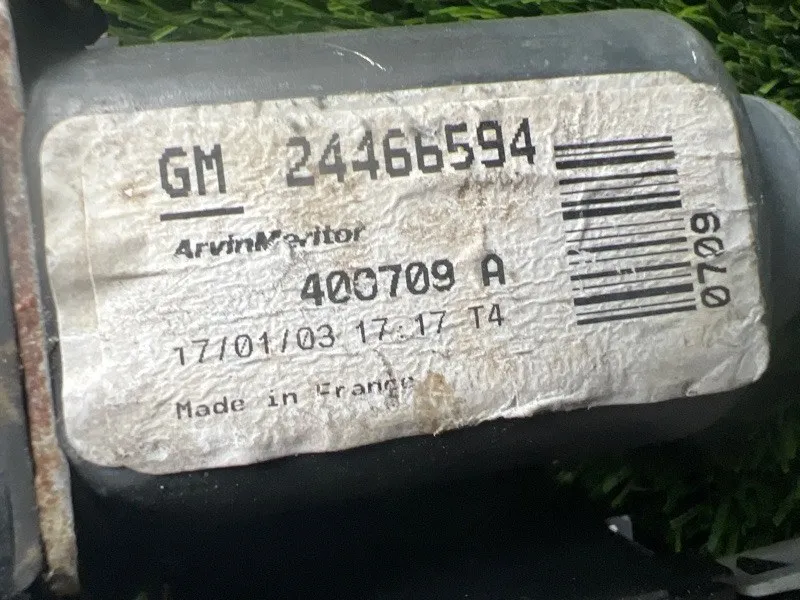 GM 24466594
ArvinMeritor
400709 A
17/01/03 17:17 T4
Made in France
0709